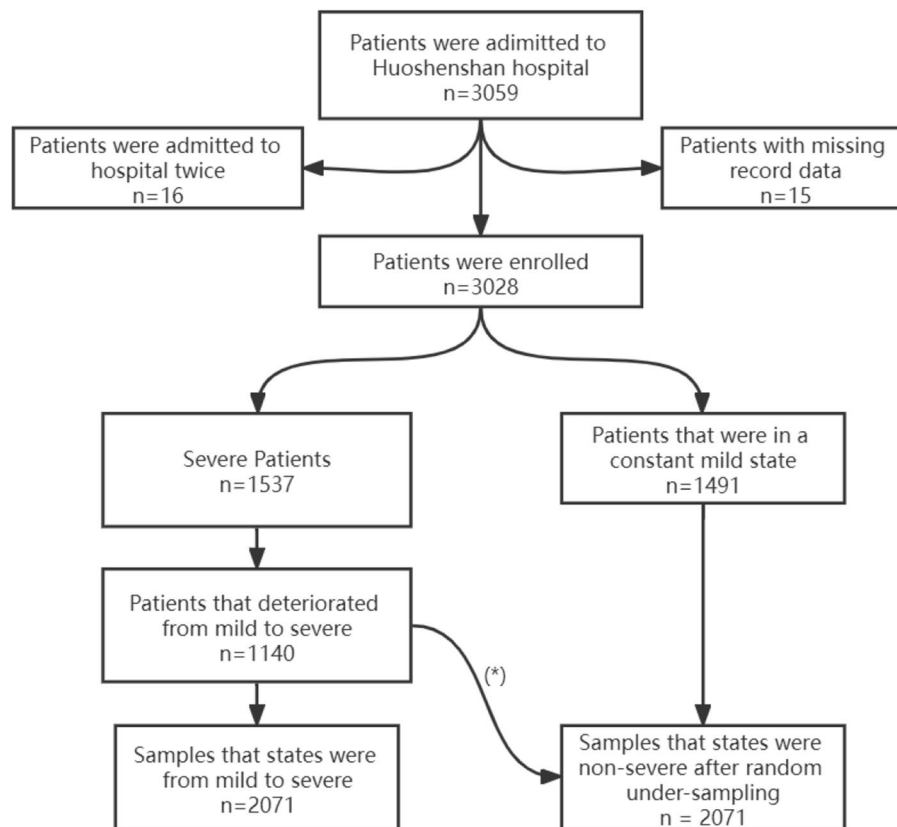 Patients were adimitted to
Huoshenshan hospital
n=3059
Patients were admitted to
hospital twice
n=16
Patients with missing
record data
n=15
Patients were enrolled
n=3028
Severe Patients
n=1537
Patients that were in a
constant mild state
n=1491
Patients that deteriorated
from mild to severe
n=1140
(*)
Samples that states were
from mild to severe
n=2071
Samples that states were
non-severe after random
under-sampling
n = 2071